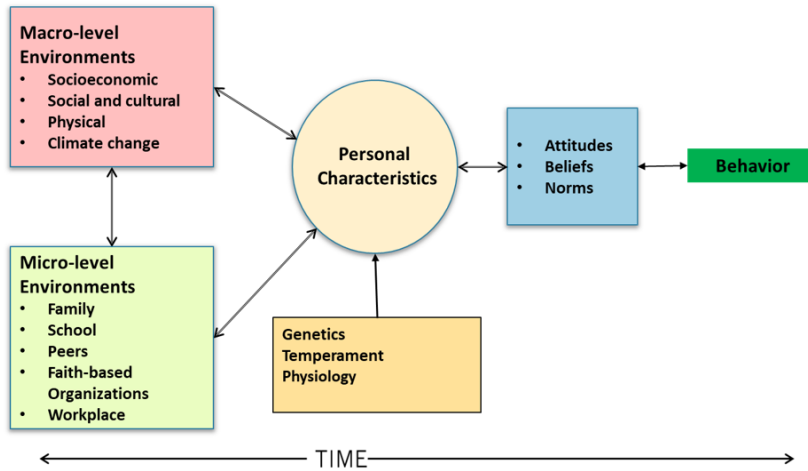 Macro-level
Environments
• Socioeconomic
• Social and cultural
• Physical
• Climate change
Micro-level
Environments
• Family
• School
• Peers
• Faith-based
Organizations
• Workplace
Personal
Characteristics
Genetics
Temperament
Physiology
• Attitudes
• Beliefs
• Norms
Behavior
TIME